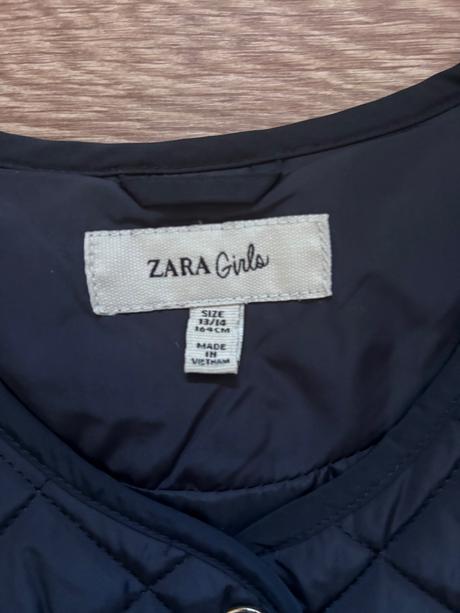 ZARA Girls
SIZE
13/14
164CM
MADE
IN
VIETNAM